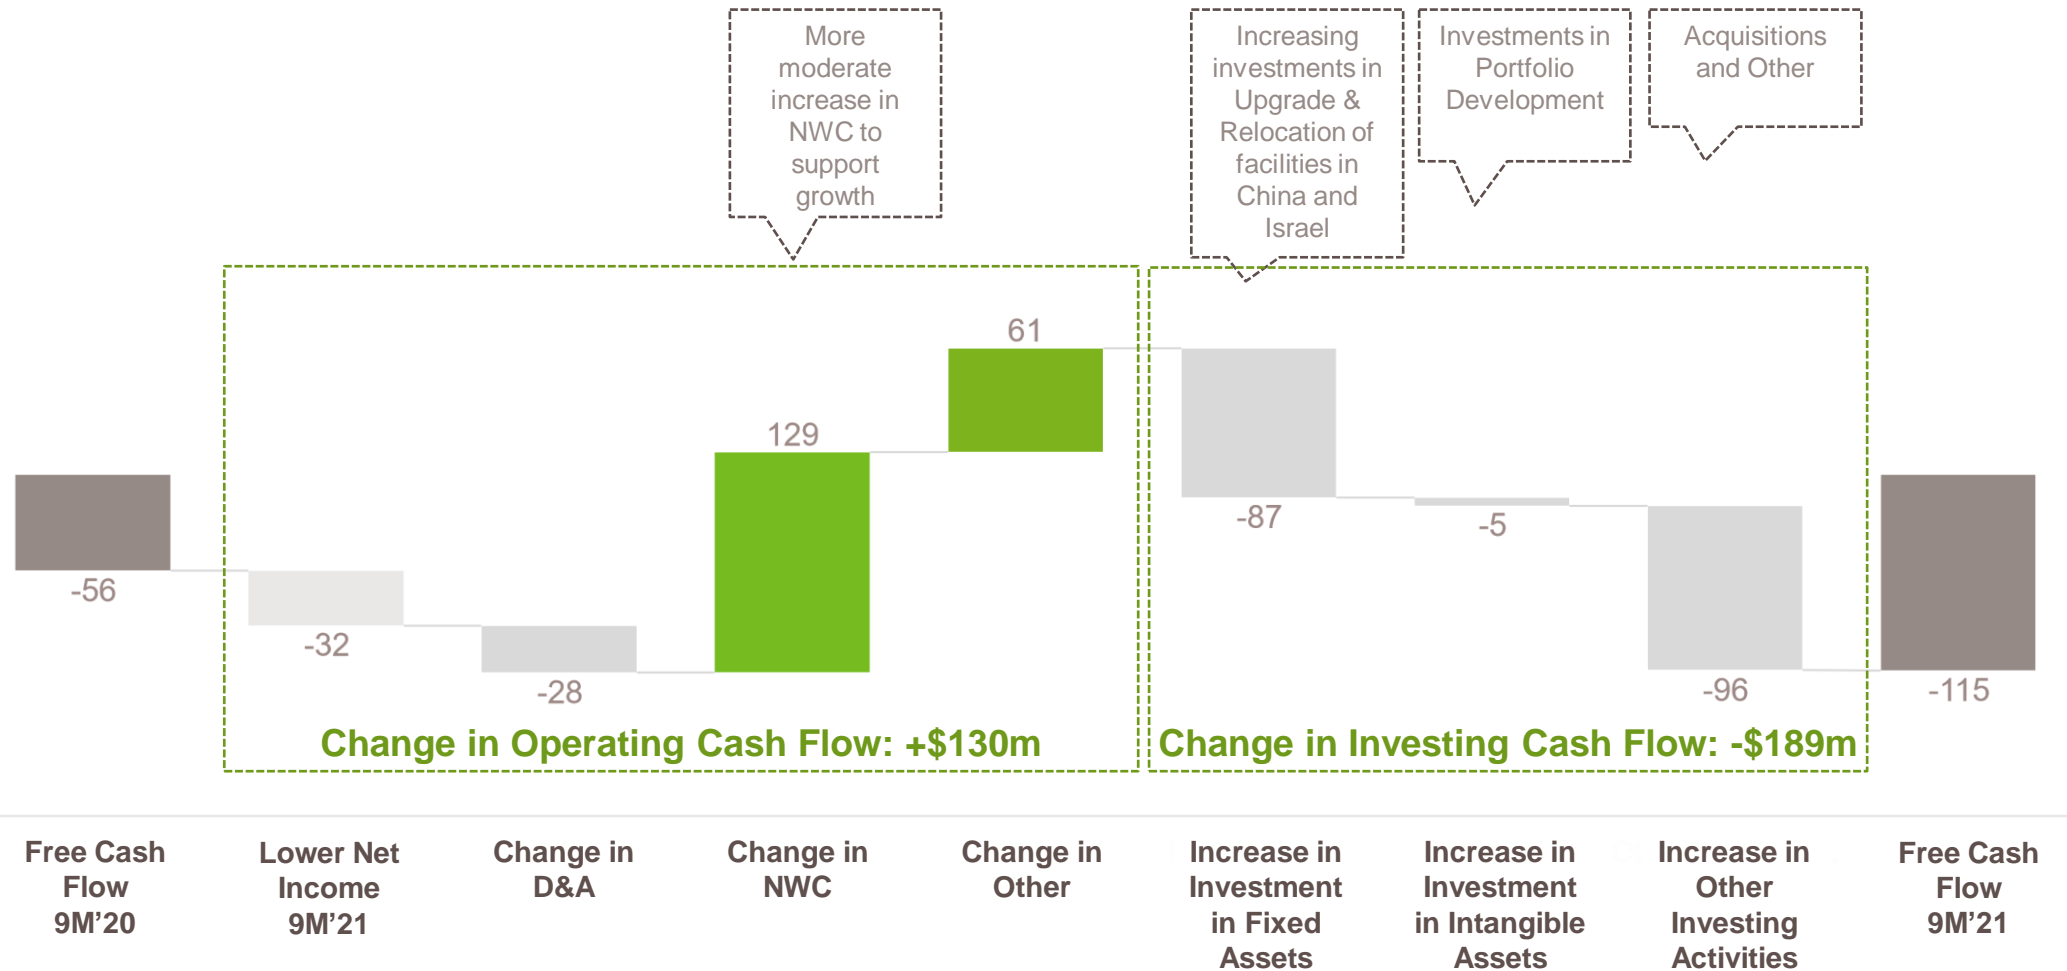 More
moderate
increase in
NWC to
support
growth
Increasing
investments in
Upgrade &
Relocation of
facilities in
China and
Israel
Investments in
Portfolio
Development
Acquisitions
and Other
-56
-32
-28
129
61
-87
-5
-96
-115
Change in Operating Cash Flow: +$130m
Change in Investing Cash Flow: -$189m
Free Cash
Flow
9M’20
Lower Net
Income
9M’21
Change in
D&A
Change in
NWC
Change in
Other
Increase in
Investment
in Fixed
Assets
Increase in
Investment
in Intangible
Assets
Increase in
Other
Investing
Activities
Free Cash
Flow
9M’21